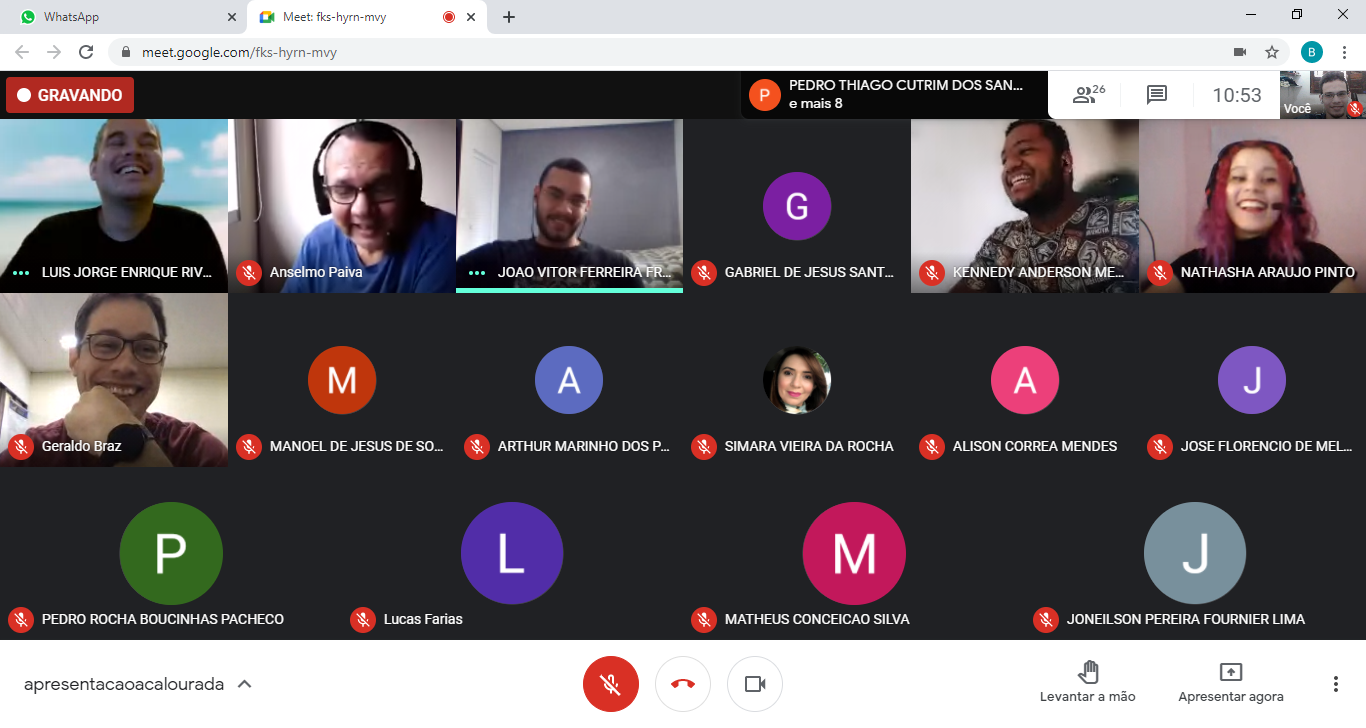 WhatsApp
Meet: fks-hyrn-mvy
meet.google.com/fks-hyrn-mvy
B
GRAVANDO
P
PEDRO THIAGO CUTRIM DOS SAN...
e mais 8
26
10:53
Você
LUIS JORGE ENRIQUE RIV...
Anselmo Paiva
JOAO VITOR FERREIRA FR...
G
GABRIEL DE JESUS SANT...
KENNEDY ANDERSON ME...
NATHASHA ARAUJO PINTO
Geraldo Braz
M
MANOEL DE JESUS DE SO...
A
ARTHUR MARINHO DOS P...
SIMARA VIEIRA DA ROCHA
A
ALISON CORREA MENDES
J
JOSE FLORENCIO DE MEL...
P
PEDRO ROCHA BOUCINHAS PACHECO
L
Lucas Farias
M
MATHEUS CONCEICAO SILVA
J
JONEILSON PEREIRA FOURNIER LIMA
apresentacaoacalourada
Levantar a mão
Apresentar agora